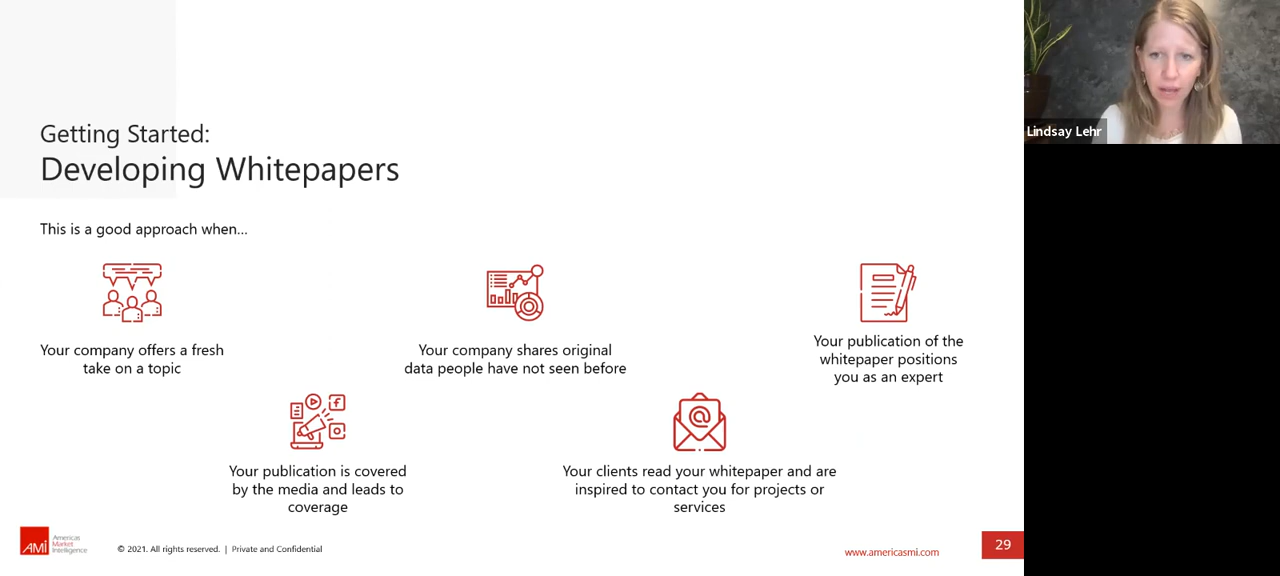 Getting Started:
Developing Whitepapers
This is a good approach when...
Your company offers a fresh
take on a topic
Your company shares original
data people have not seen before
Your publication of the
whitepaper positions
you as an expert
Your publication is covered
by the media and leads to
coverage
Your clients read your whitepaper and are
inspired to contact you for projects or
services
AMI
Americas
Market
Intelligence
© 2021. All rights reserved. | Private and Confidential
www.americasmi.com
29
Lindsay Lehr